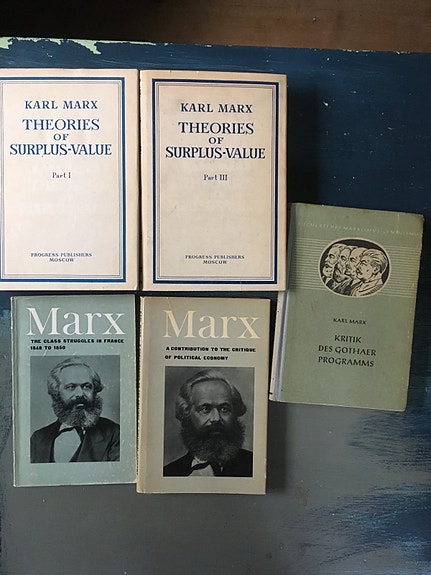 KARL MARX
THEORIES
OF
SURPLUS-VALUE
Part I
PROGRESS PUBLISHERS
MOSCOW
KARL MARX
THEORIES
OF
SURPLUS-VALUE
Part III
PROGRESS PUBLISHERS
MOSCOW
KARL MARX
KRITIK
DES GOTHAER
PROGRAMMS
Marx
THE CLASS STRUGGLES IN FRANCE
1848 TO 1850
Marx
A CONTRIBUTION TO THE CRITIQUE
OF POLITICAL ECONOMY